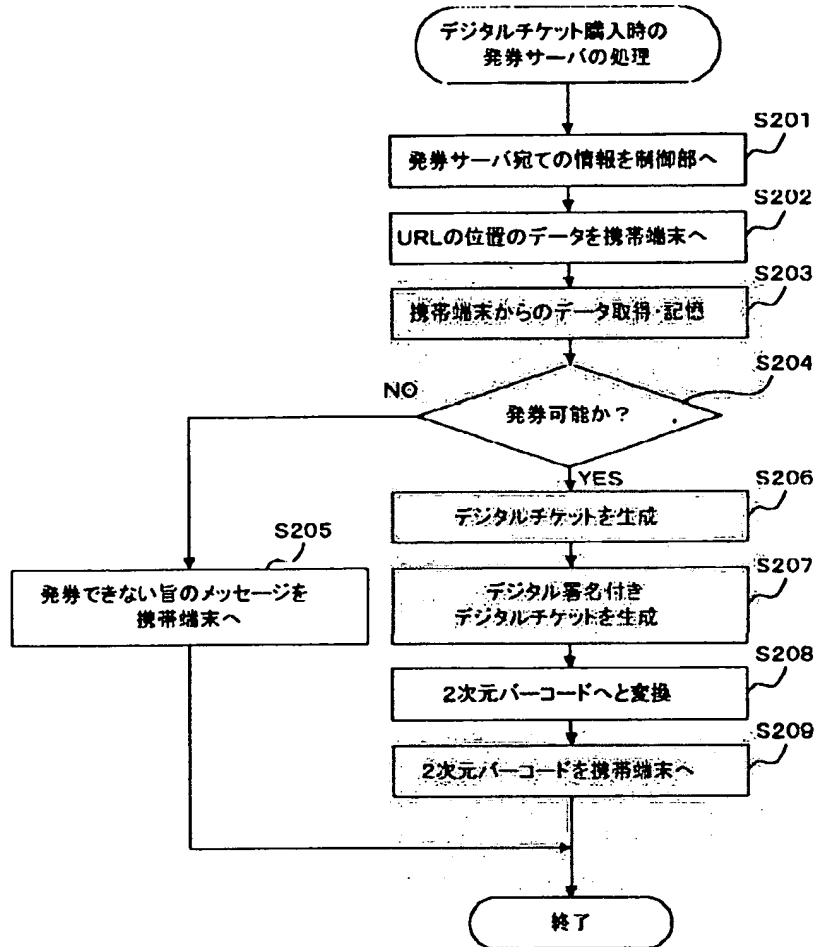 デジタルチケット購入時の
発券サーバの処理
S201
発券サーバ宛ての情報を制御部へ
S202
URLの位置のデータを携帯端末へ
S203
携帯端末からのデータ取得・記憶
S204
発券可能か？
NO
YES
S205
発券できない旨のメッセージを
携帯端末へ
S206
デジタルチケットを生成
S207
デジタル署名付き
デジタルチケットを生成
S208
2次元バーコードへと変換
S209
2次元バーコードを携帯端末へ
終了